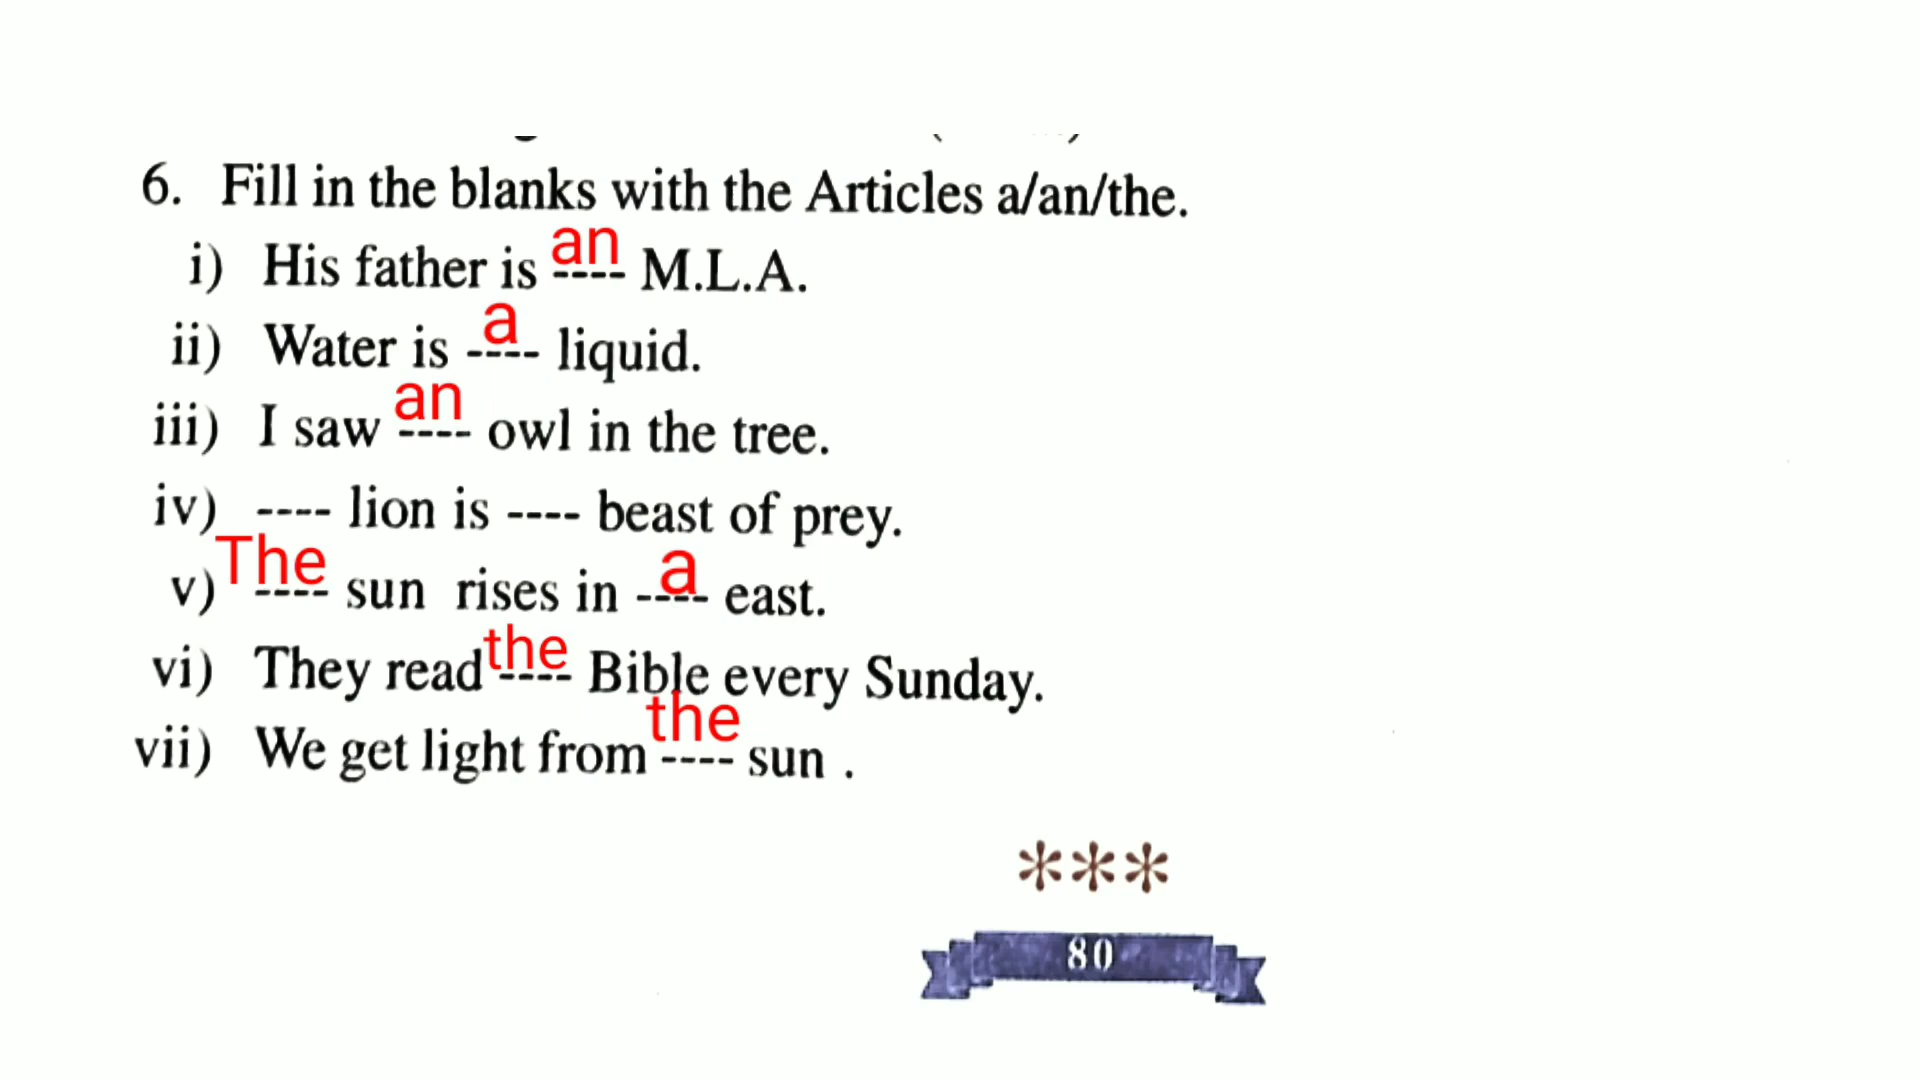 6. Fill in the blanks with the Articles a/an/the.
i) His father is an M.L.A.
ii) Water is a liquid.
iii) I saw an owl in the tree.
iv) ---- lion is ---- beast of prey.
v) The sun rises in a east.
vi) They read the Bible every Sunday.
vii) We get light from the sun .
***
80